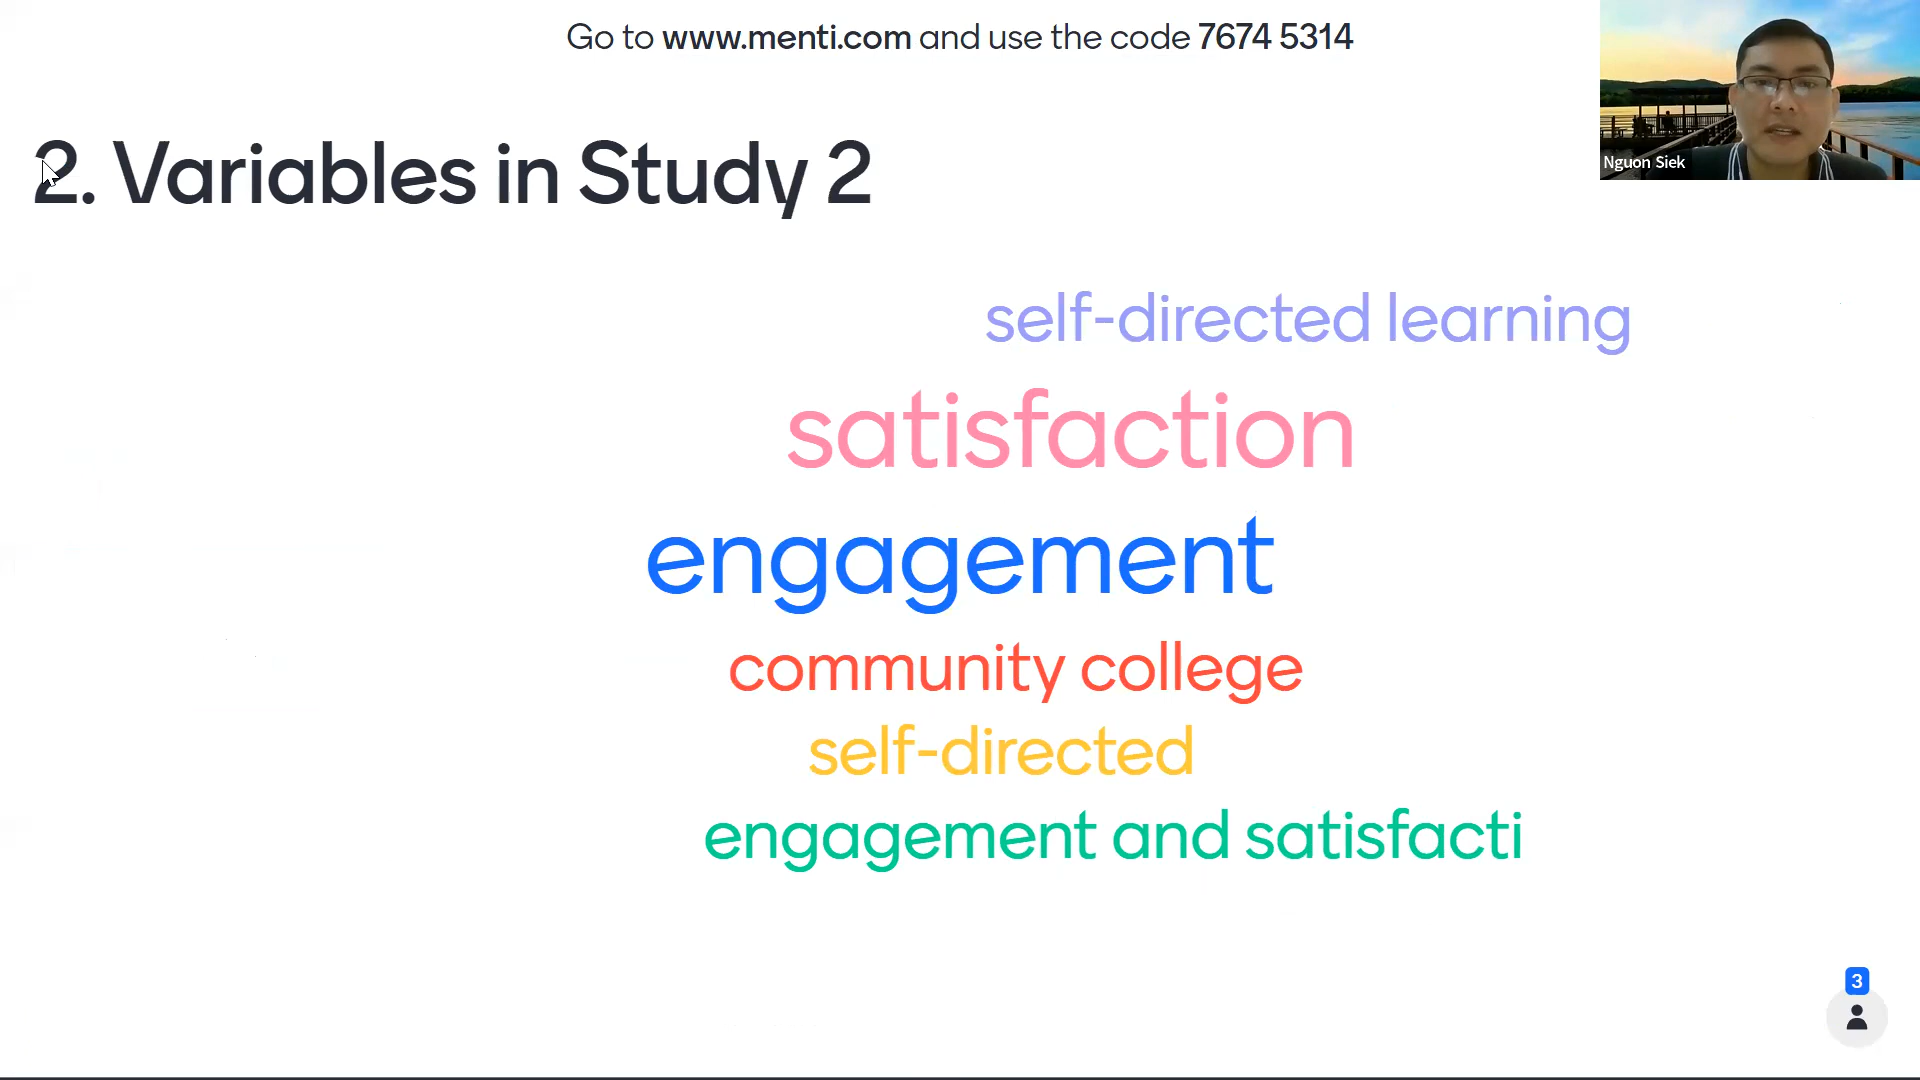 Go to www.menti.com and use the code 7674 5314
Nguon Siek
2. Variables in Study 2
self-directed learning
satisfaction
engagement
community college
self-directed
engagement and satisfacti
3